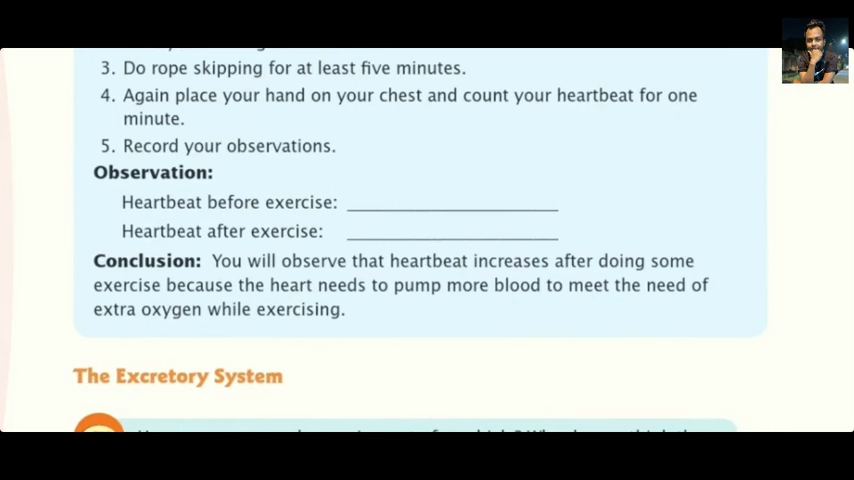 3. Do rope skipping for at least five minutes.
4. Again place your hand on your chest and count your heartbeat for one
minute.
5. Record your observations.
Observation:
Heartbeat before exercise:
Heartbeat after exercise:
Conclusion: You will observe that heartbeat increases after doing some
exercise because the heart needs to pump more blood to meet the need of
extra oxygen while exercising.
The Excretory System